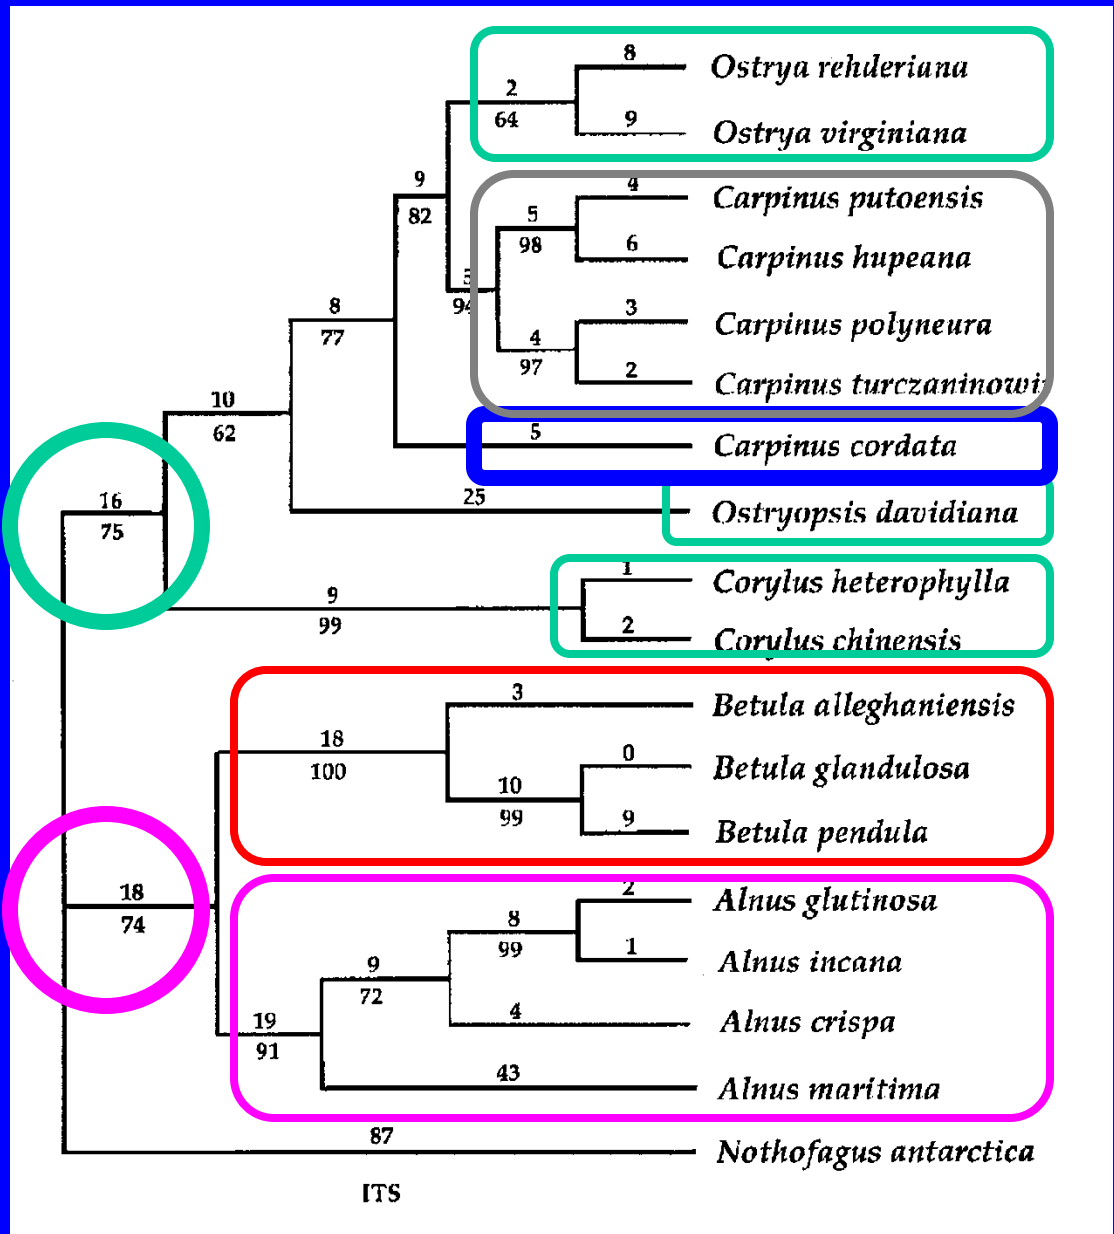 8
Ostrya rehderiana
2
64
9
Ostrya virginiana
9
82
4
Carpinus putoensis
5
98
6
Carpinus hupeana
3
94
8
77
3
Carpinus polyneura
4
97
2
Carpinus
10
62
5
Carpinus cordata
16
75
25
Ostryopsis davidiana
1
Corylus heterophylla
9
99
2
Corylus chinensis
3
Betula alleghaniensis
18
100
0
Betula glandulosa
10
99
9
Betula pendula
18
74
2
Alnus glutinosa
8
99
1
Alnus incana
9
72
4
Alnus crispa
19
91
43
Alnus maritima
87
Nothofagus antarctica
ITS